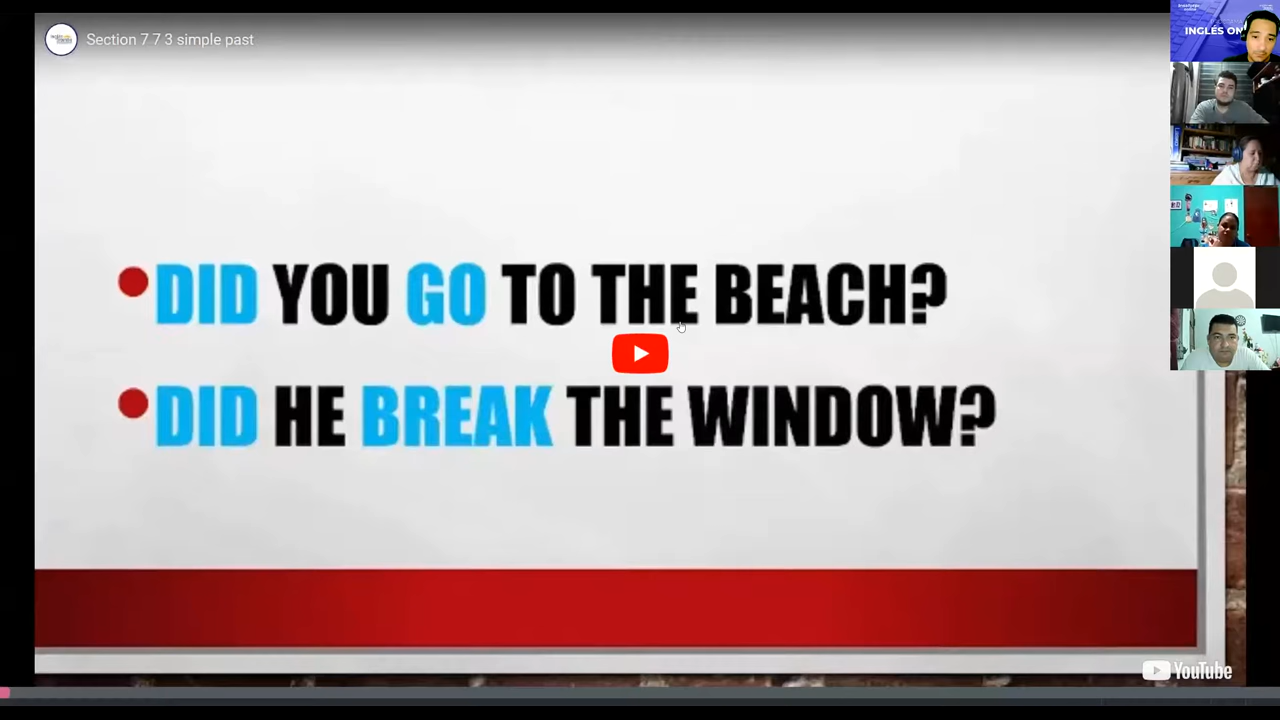 Section 7 7 3 simple past
INGLÉS ON
DID YOU GO TO THE BEACH?
DID HE BREAK THE WINDOW?
YouTube